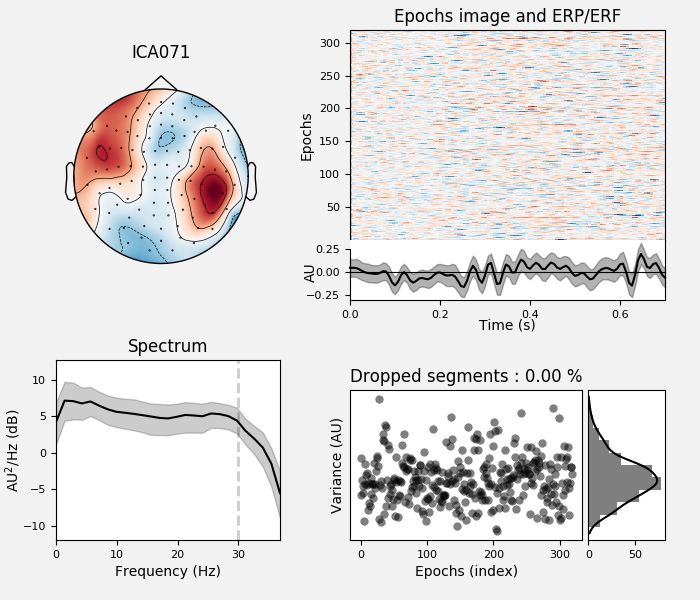 ICA071
Epochs image and ERP/ERF
Epochs
300
250
200
150
100
50
AU
0.25
0.00
−0.25
0.0 0.2 0.4 0.6
Time (s)
Spectrum
AU²/Hz (dB)
10
5
0
−5
−10
0 10 20 30
Frequency (Hz)
Dropped segments : 0.00 %
Variance (AU)
0 100 200 300
Epochs (index)
0 50